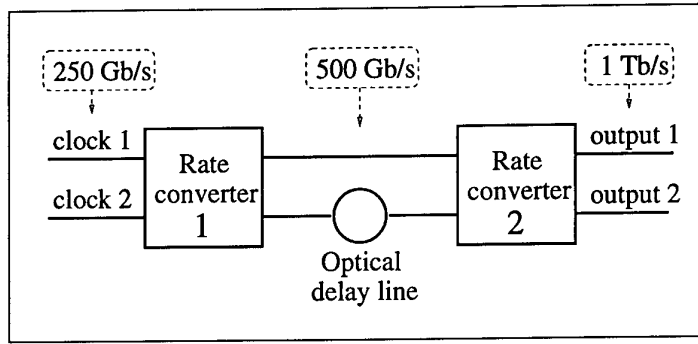 250 Gb/s
500 Gb/s
1 Tb/s
clock 1
clock 2
Rate
converter
1
Optical
delay line
Rate
converter
2
output 1
output 2